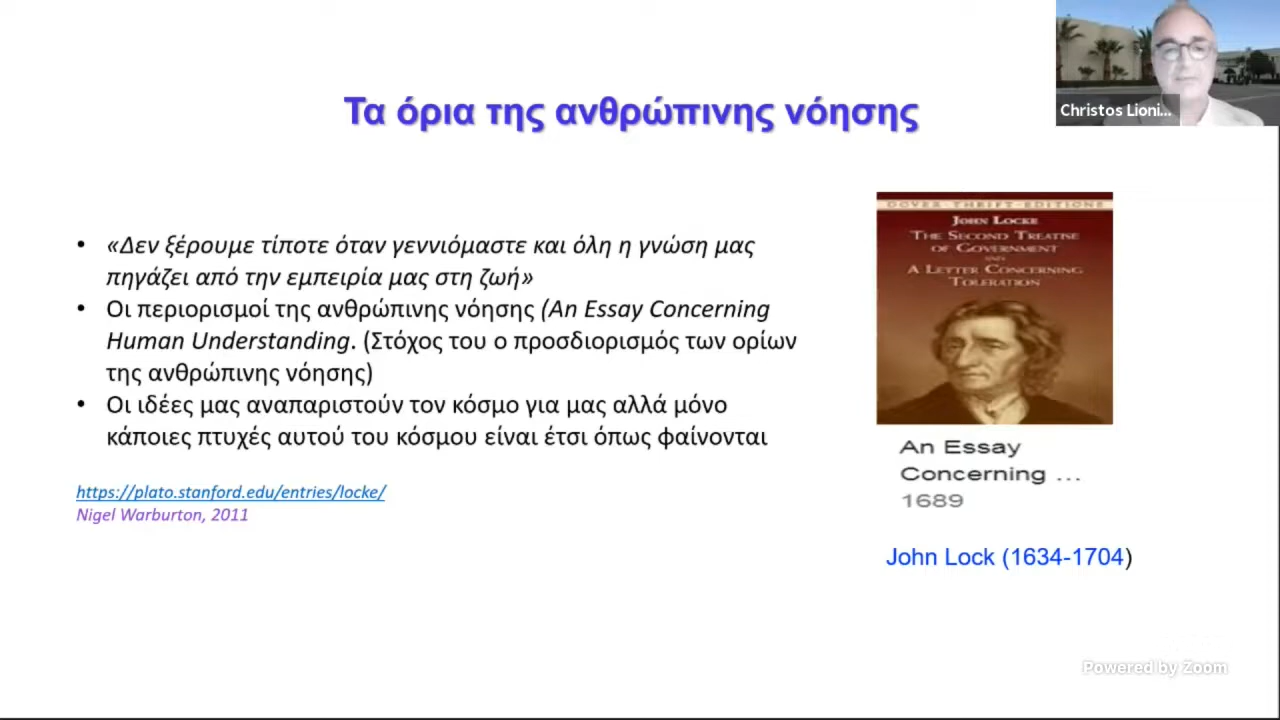 Τα όρια της ανθρώπινης νόησης
Christos Lioni...
• «Δεν ξέρουμε τίποτε όταν γεννιόμαστε και όλη η γνώση μας
πηγάζει από την εμπειρία μας στη ζωή»
• Οι περιορισμοί της ανθρώπινης νόησης (An Essay Concerning
Human Understanding. (Στόχος του ο προσδιορισμός των ορίων
της ανθρώπινης νόησης)
• Οι ιδέες μας αναπαριστούν τον κόσμο για μας αλλά μόνο
κάποιες πτυχές αυτού του κόσμου είναι έτσι όπως φαίνονται
https://plato.stanford.edu/entries/locke/
Nigel Warburton, 2011
DOVER THRIFT EDITIONS
JOHN LOCKE
THE SECOND TREATISE
OF GOVERNMENT
AND
A LETTER CONCERNING
TOLERATION
An Essay
Concerning ...
1689
John Lock (1634-1704)
Powered by Zoom